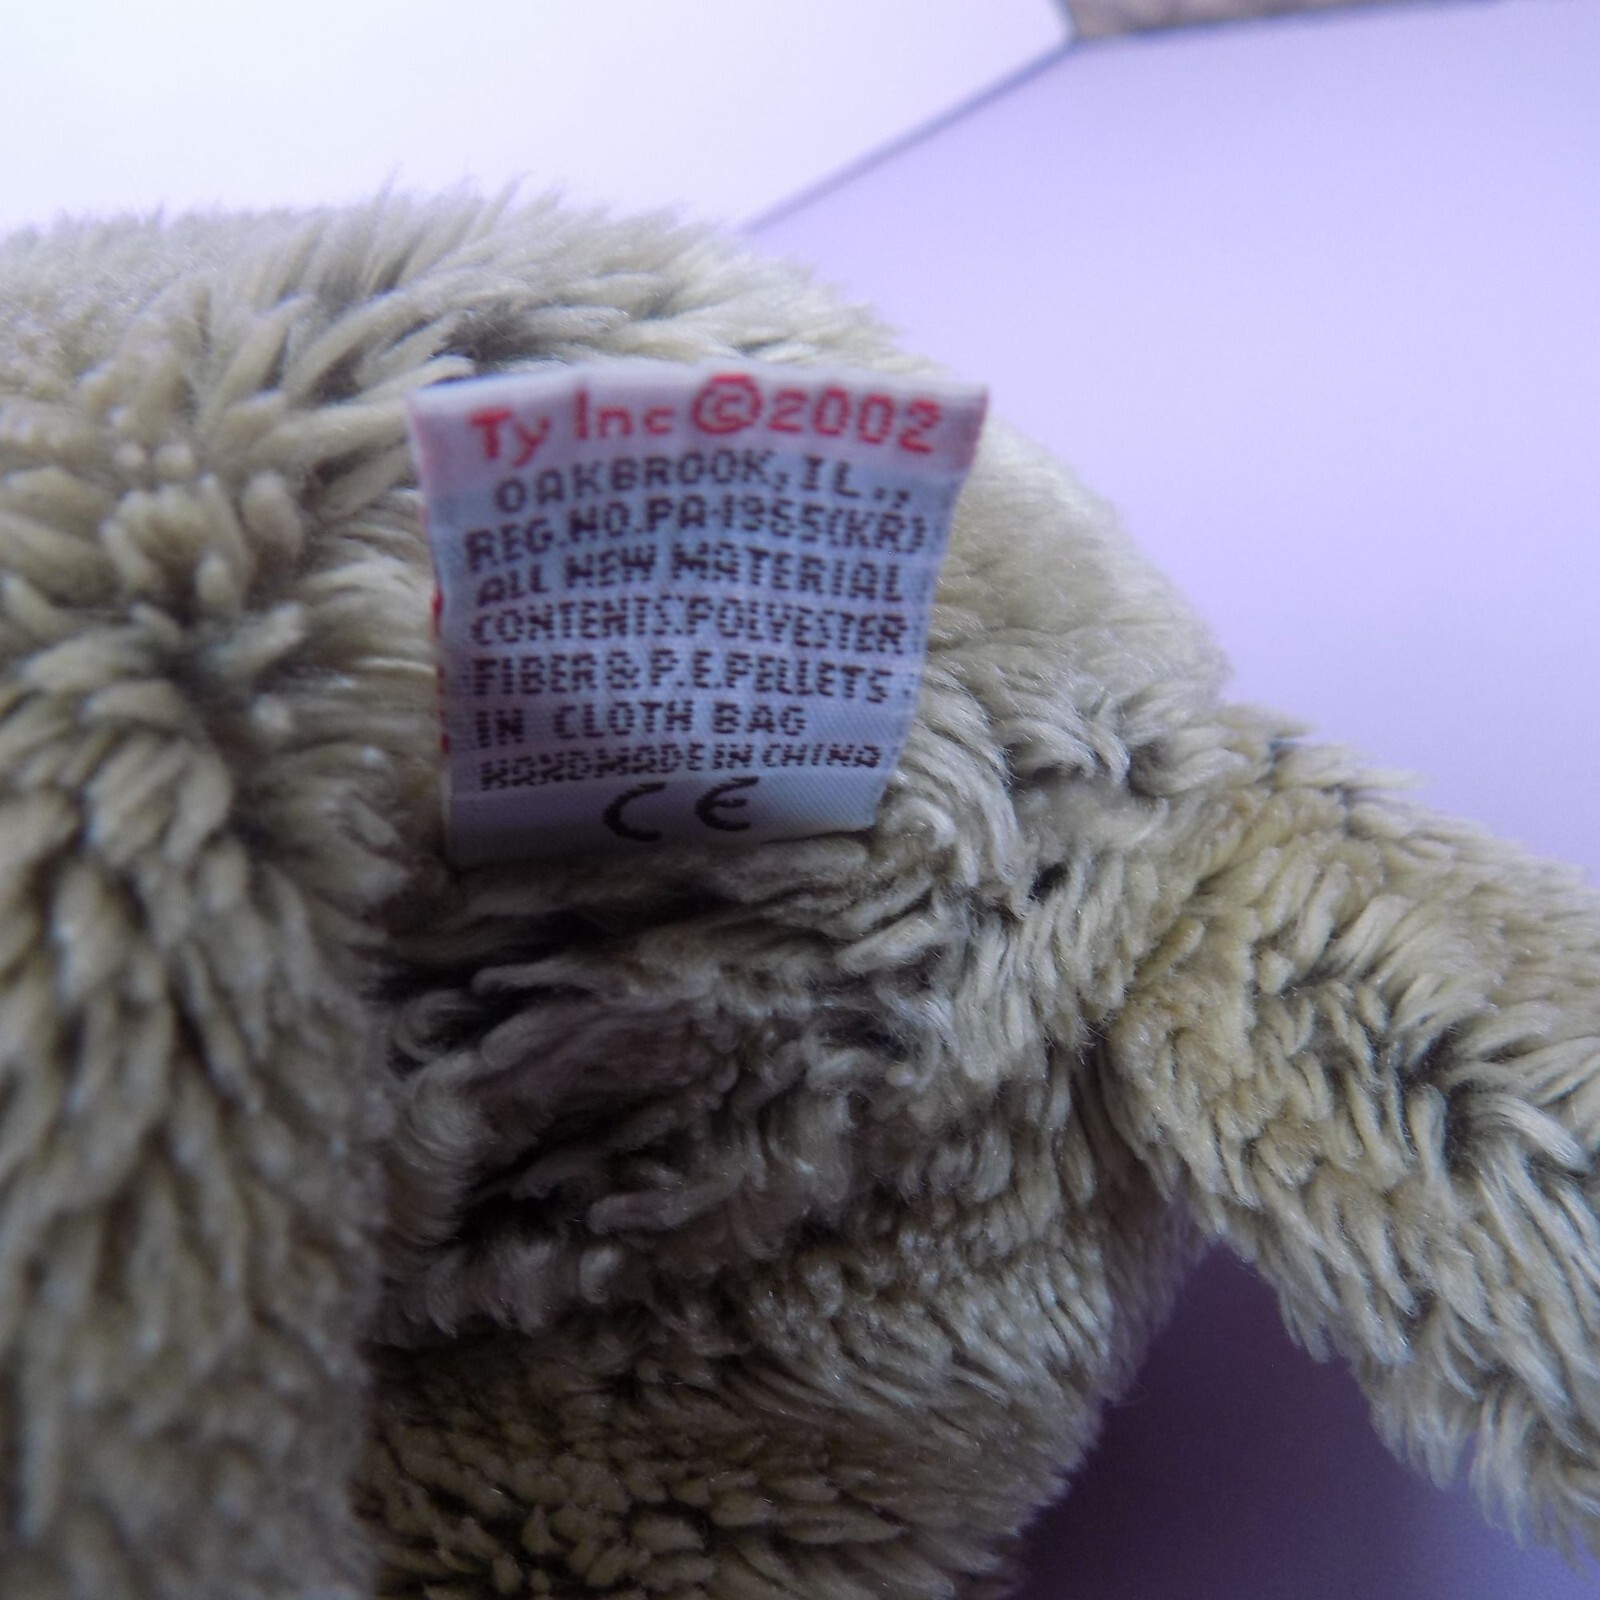 Ty Inc ©2002
OAKBROOK, IL.,
REG. NO. PA-1965(KR)
ALL NEW MATERIAL
CONTENTS:POLYESTER
FIBER & P.E.PELLETS
IN CLOTH BAG
HANDMADE IN CHINA
CE